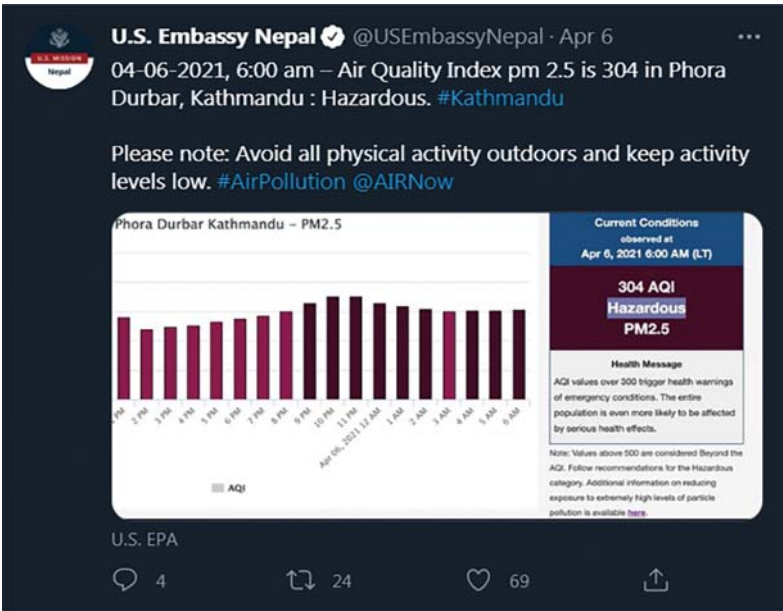 U.S. Embassy Nepal @USEmbassyNepal · Apr 6
U.S. MISSION
Nepal
04-06-2021, 6:00 am – Air Quality Index pm 2.5 is 304 in Phora
Durbar, Kathmandu : Hazardous. #Kathmandu
Please note: Avoid all physical activity outdoors and keep activity
levels low. #AirPollution @AIRNow
Phora Durbar Kathmandu – PM2.5
PM
2 PM
3 PM
4 PM
5 PM
6 PM
7 PM
8 PM
9 PM
10 PM
11 PM
Apr 06, 2021 12 AM
1 AM
2 AM
3 AM
4 AM
5 AM
6 AM
AQI
Current Conditions
observed at
Apr 6, 2021 6:00 AM (LT)
304 AQI
Hazardous
PM2.5
Health Message
AQI values over 300 trigger health warnings
of emergency conditions. The entire
population is even more likely to be affected
by serious health effects.
Note: Values above 500 are considered Beyond the
AQI. Follow recommendations for the Hazardous
category. Additional information on reducing
exposure to extremely high levels of particle
pollution is available here.
U.S. EPA
4
24
69